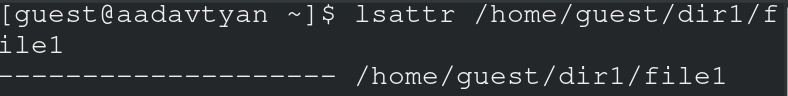 [guest@aadavtyan ~]$ lsattr /home/guest/dir1/f
ile1
-------------------- /home/guest/dir1/file1